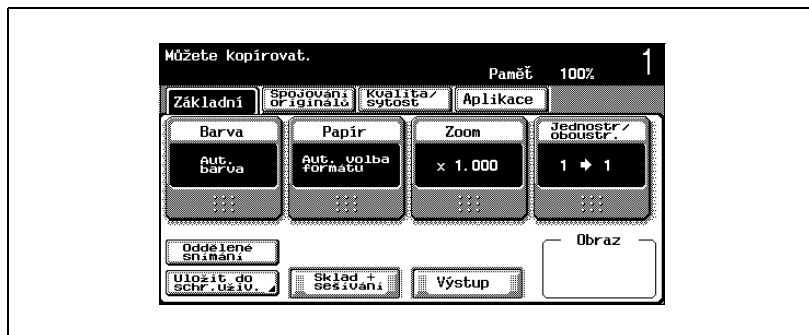 Můžete kopírovat.
Paměť 100% 1
Základní
Spojování
originálů
Kvalita/
sytost
Aplikace
Barva
Papír
Zoom
Jednostr/
oboustr.
Aut.
barva
Aut. volba
formátu
x 1.000
1 ➜ 1
Oddělené
snímání
Obraz
Uložit do
schr.uživ.
Sklad +
sešívání
Výstup